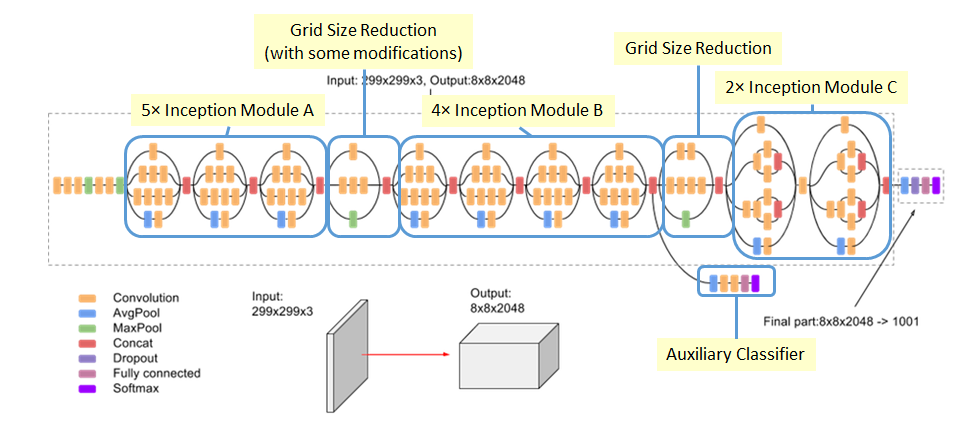 Grid Size Reduction
(with some modifications)
Grid Size Reduction
Input: 299x299x3, Output:8x8x2048
2× Inception Module C
5× Inception Module A
4× Inception Module B
Convolution
AvgPool
MaxPool
Concat
Dropout
Fully connected
Softmax
Input:
299x299x3
Output:
8x8x2048
Final part:8x8x2048 -> 1001
Auxiliary Classifier